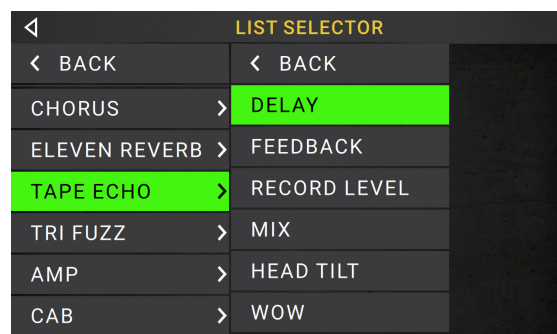 LIST SELECTOR
BACK
CHORUS
ELEVEN REVERB
TAPE ECHO
TRI FUZZ
AMP
CAB
BACK
DELAY
FEEDBACK
RECORD LEVEL
MIX
HEAD TILT
WOW